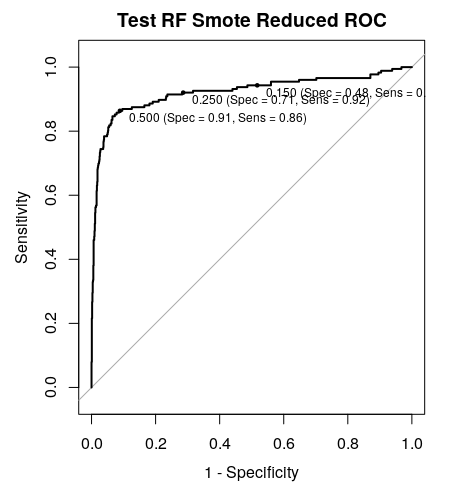 Test RF Smote Reduced ROC
Sensitivity
1.0
0.8
0.6
0.4
0.2
0.0
0.150 (Spec = 0.48, Sens = 0.
0.250 (Spec = 0.71, Sens = 0.92)
0.500 (Spec = 0.91, Sens = 0.86)
0.0 0.2 0.4 0.6 0.8 1.0
1 - Specificity